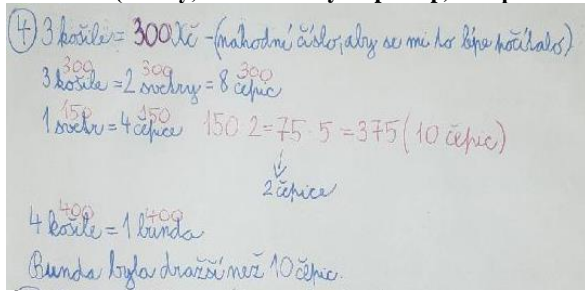 ④ 3 košile = 300 Kč - (náhodné číslo, aby se mi to lépe počítalo)
300 300 300
3 košile = 2 svetry = 8 čepic
150 150
1 svetr = 4 čepice 150 : 2 = 75 · 5 = 375 (10 čepic)
2 čepice
400 400
4 košile = 1 bunda
Bunda byla dražší než 10 čepic.